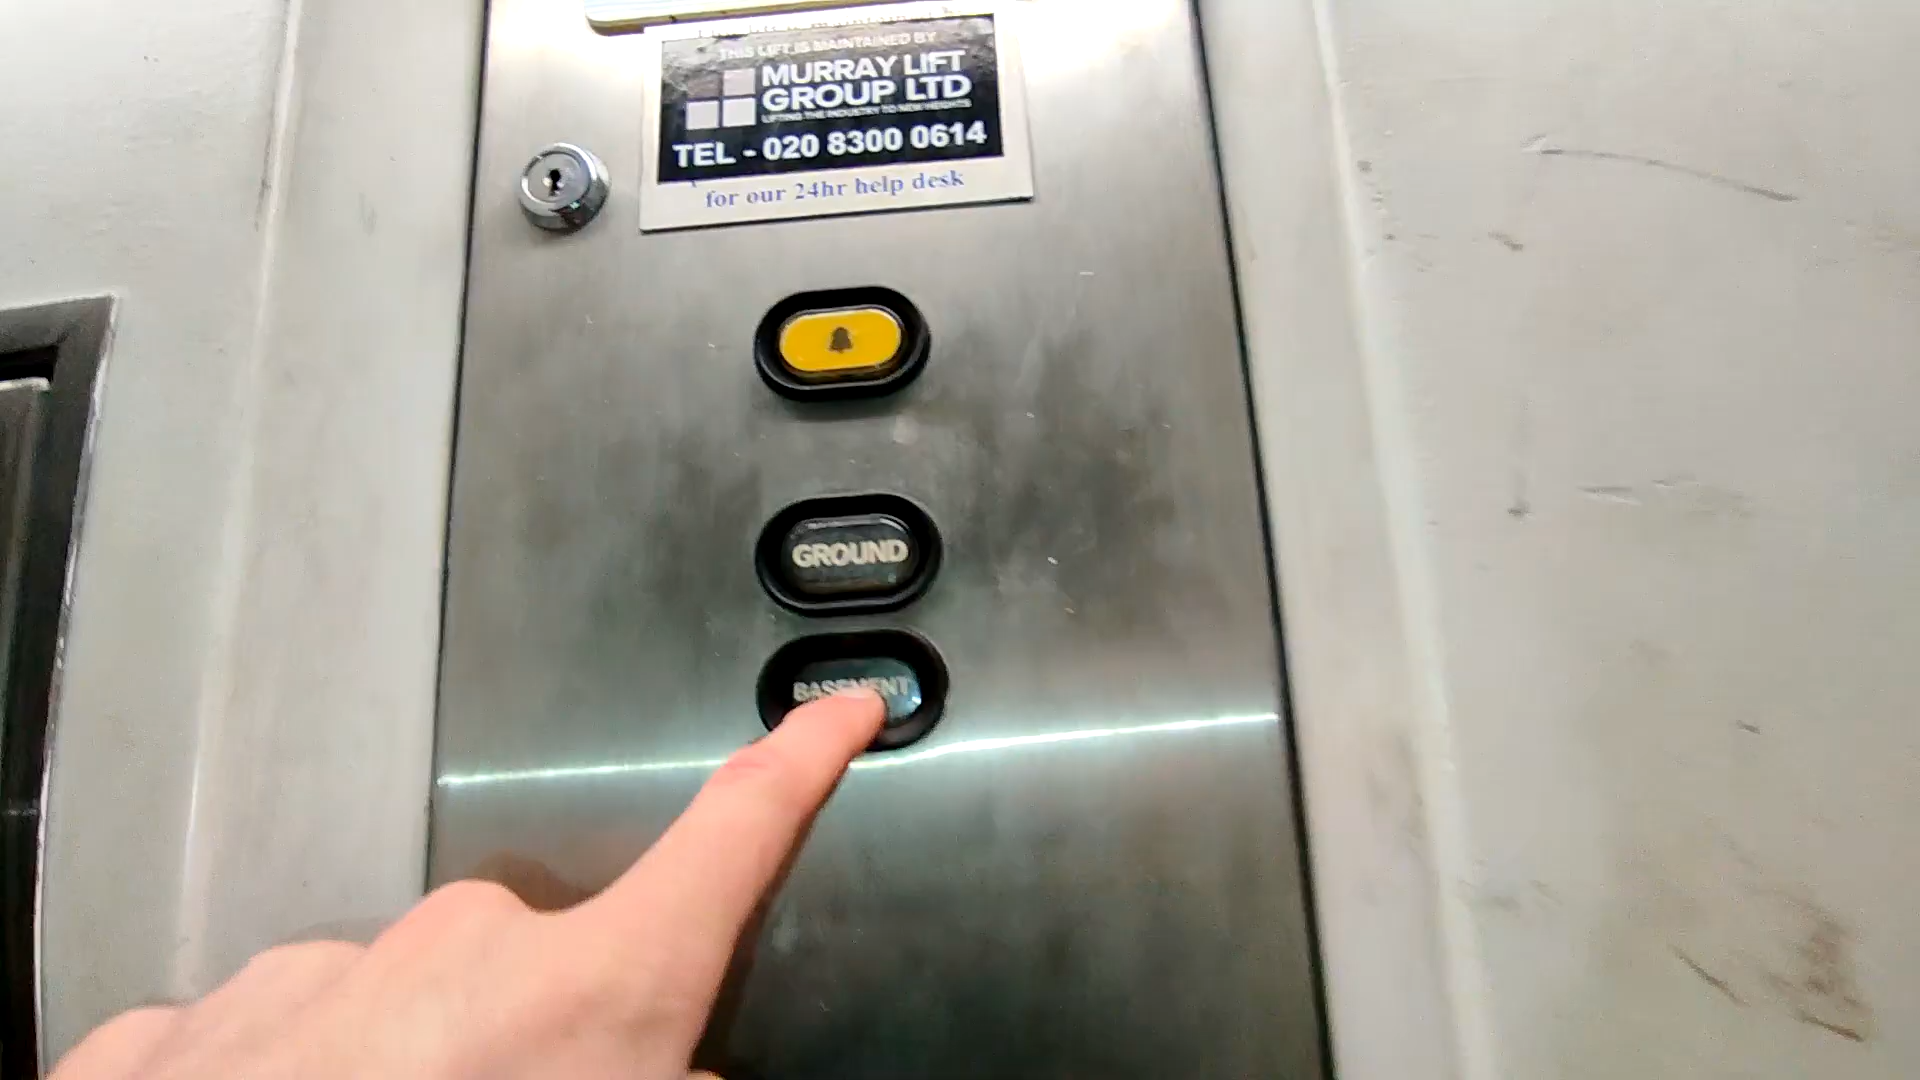 THIS LIFT IS MAINTAINED BY
MURRAY LIFT
GROUP LTD
LIFTING THE INDUSTRY TO NEW HEIGHTS
TEL - 020 8300 0614
for our 24hr help desk
GROUND
BASEMENT